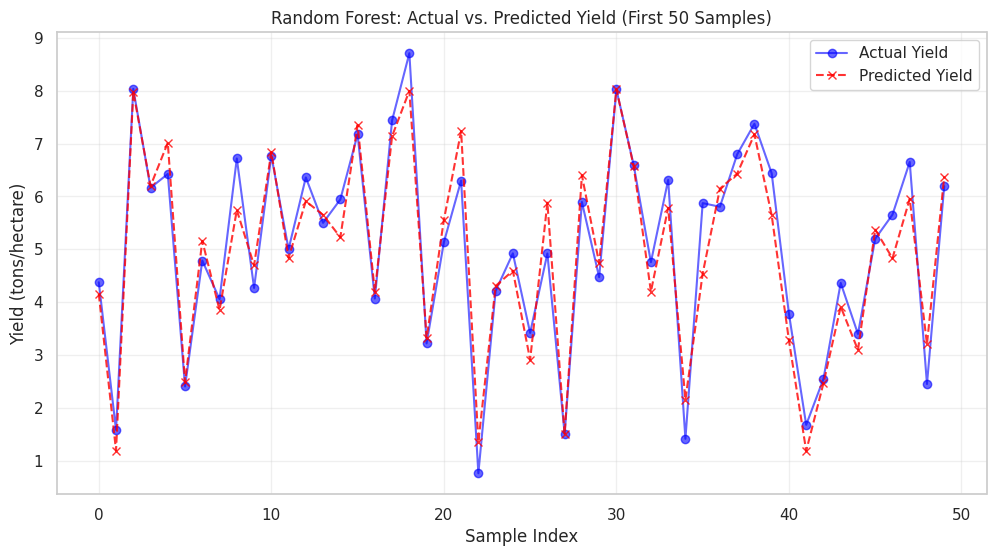 Random Forest: Actual vs. Predicted Yield (First 50 Samples)
Actual Yield
Predicted Yield
Yield (tons/hectare)
9
8
7
6
5
4
3
2
1
0 10 20 30 40 50
Sample Index